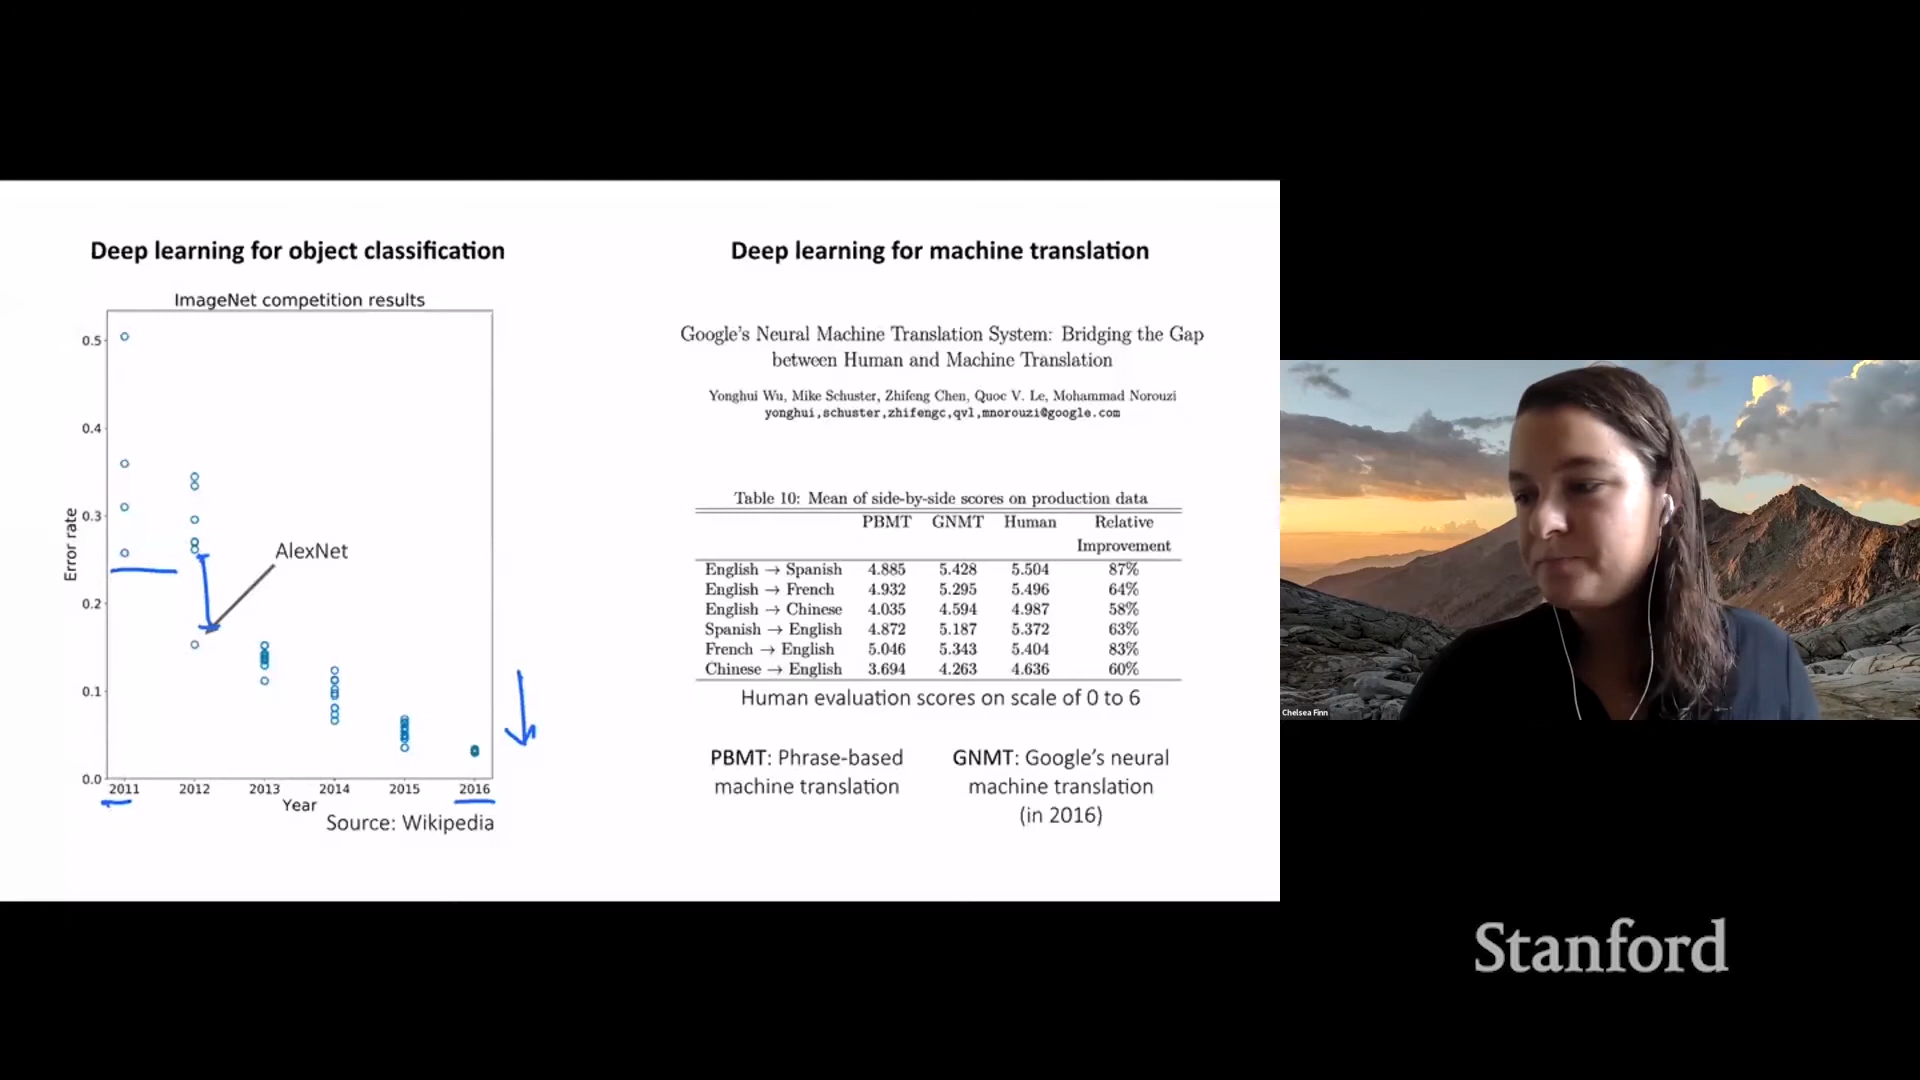 Deep learning for object classification
ImageNet competition results
Error rate
0.5
0.4
0.3
0.2
0.1
0.0
AlexNet
2011 2012 2013 2014 2015 2016
Year
Source: Wikipedia
Deep learning for machine translation
Google's Neural Machine Translation System: Bridging the Gap
between Human and Machine Translation
Yonghui Wu, Mike Schuster, Zhifeng Chen, Quoc V. Le, Mohammad Norouzi
yonghui,schuster,zhifengc,qvl,mnorouzi@google.com
Table 10: Mean of side-by-side scores on production data
PBMT GNMT Human Relative
Improvement
English → Spanish 4.885 5.428 5.504 87%
English → French 4.932 5.295 5.496 64%
English → Chinese 4.035 4.594 4.987 58%
Spanish → English 4.872 5.187 5.372 63%
French → English 5.046 5.343 5.404 83%
Chinese → English 3.694 4.263 4.636 60%
Human evaluation scores on scale of 0 to 6
PBMT: Phrase-based
machine translation
GNMT: Google's neural
machine translation
(in 2016)
Chelsea Finn
Stanford